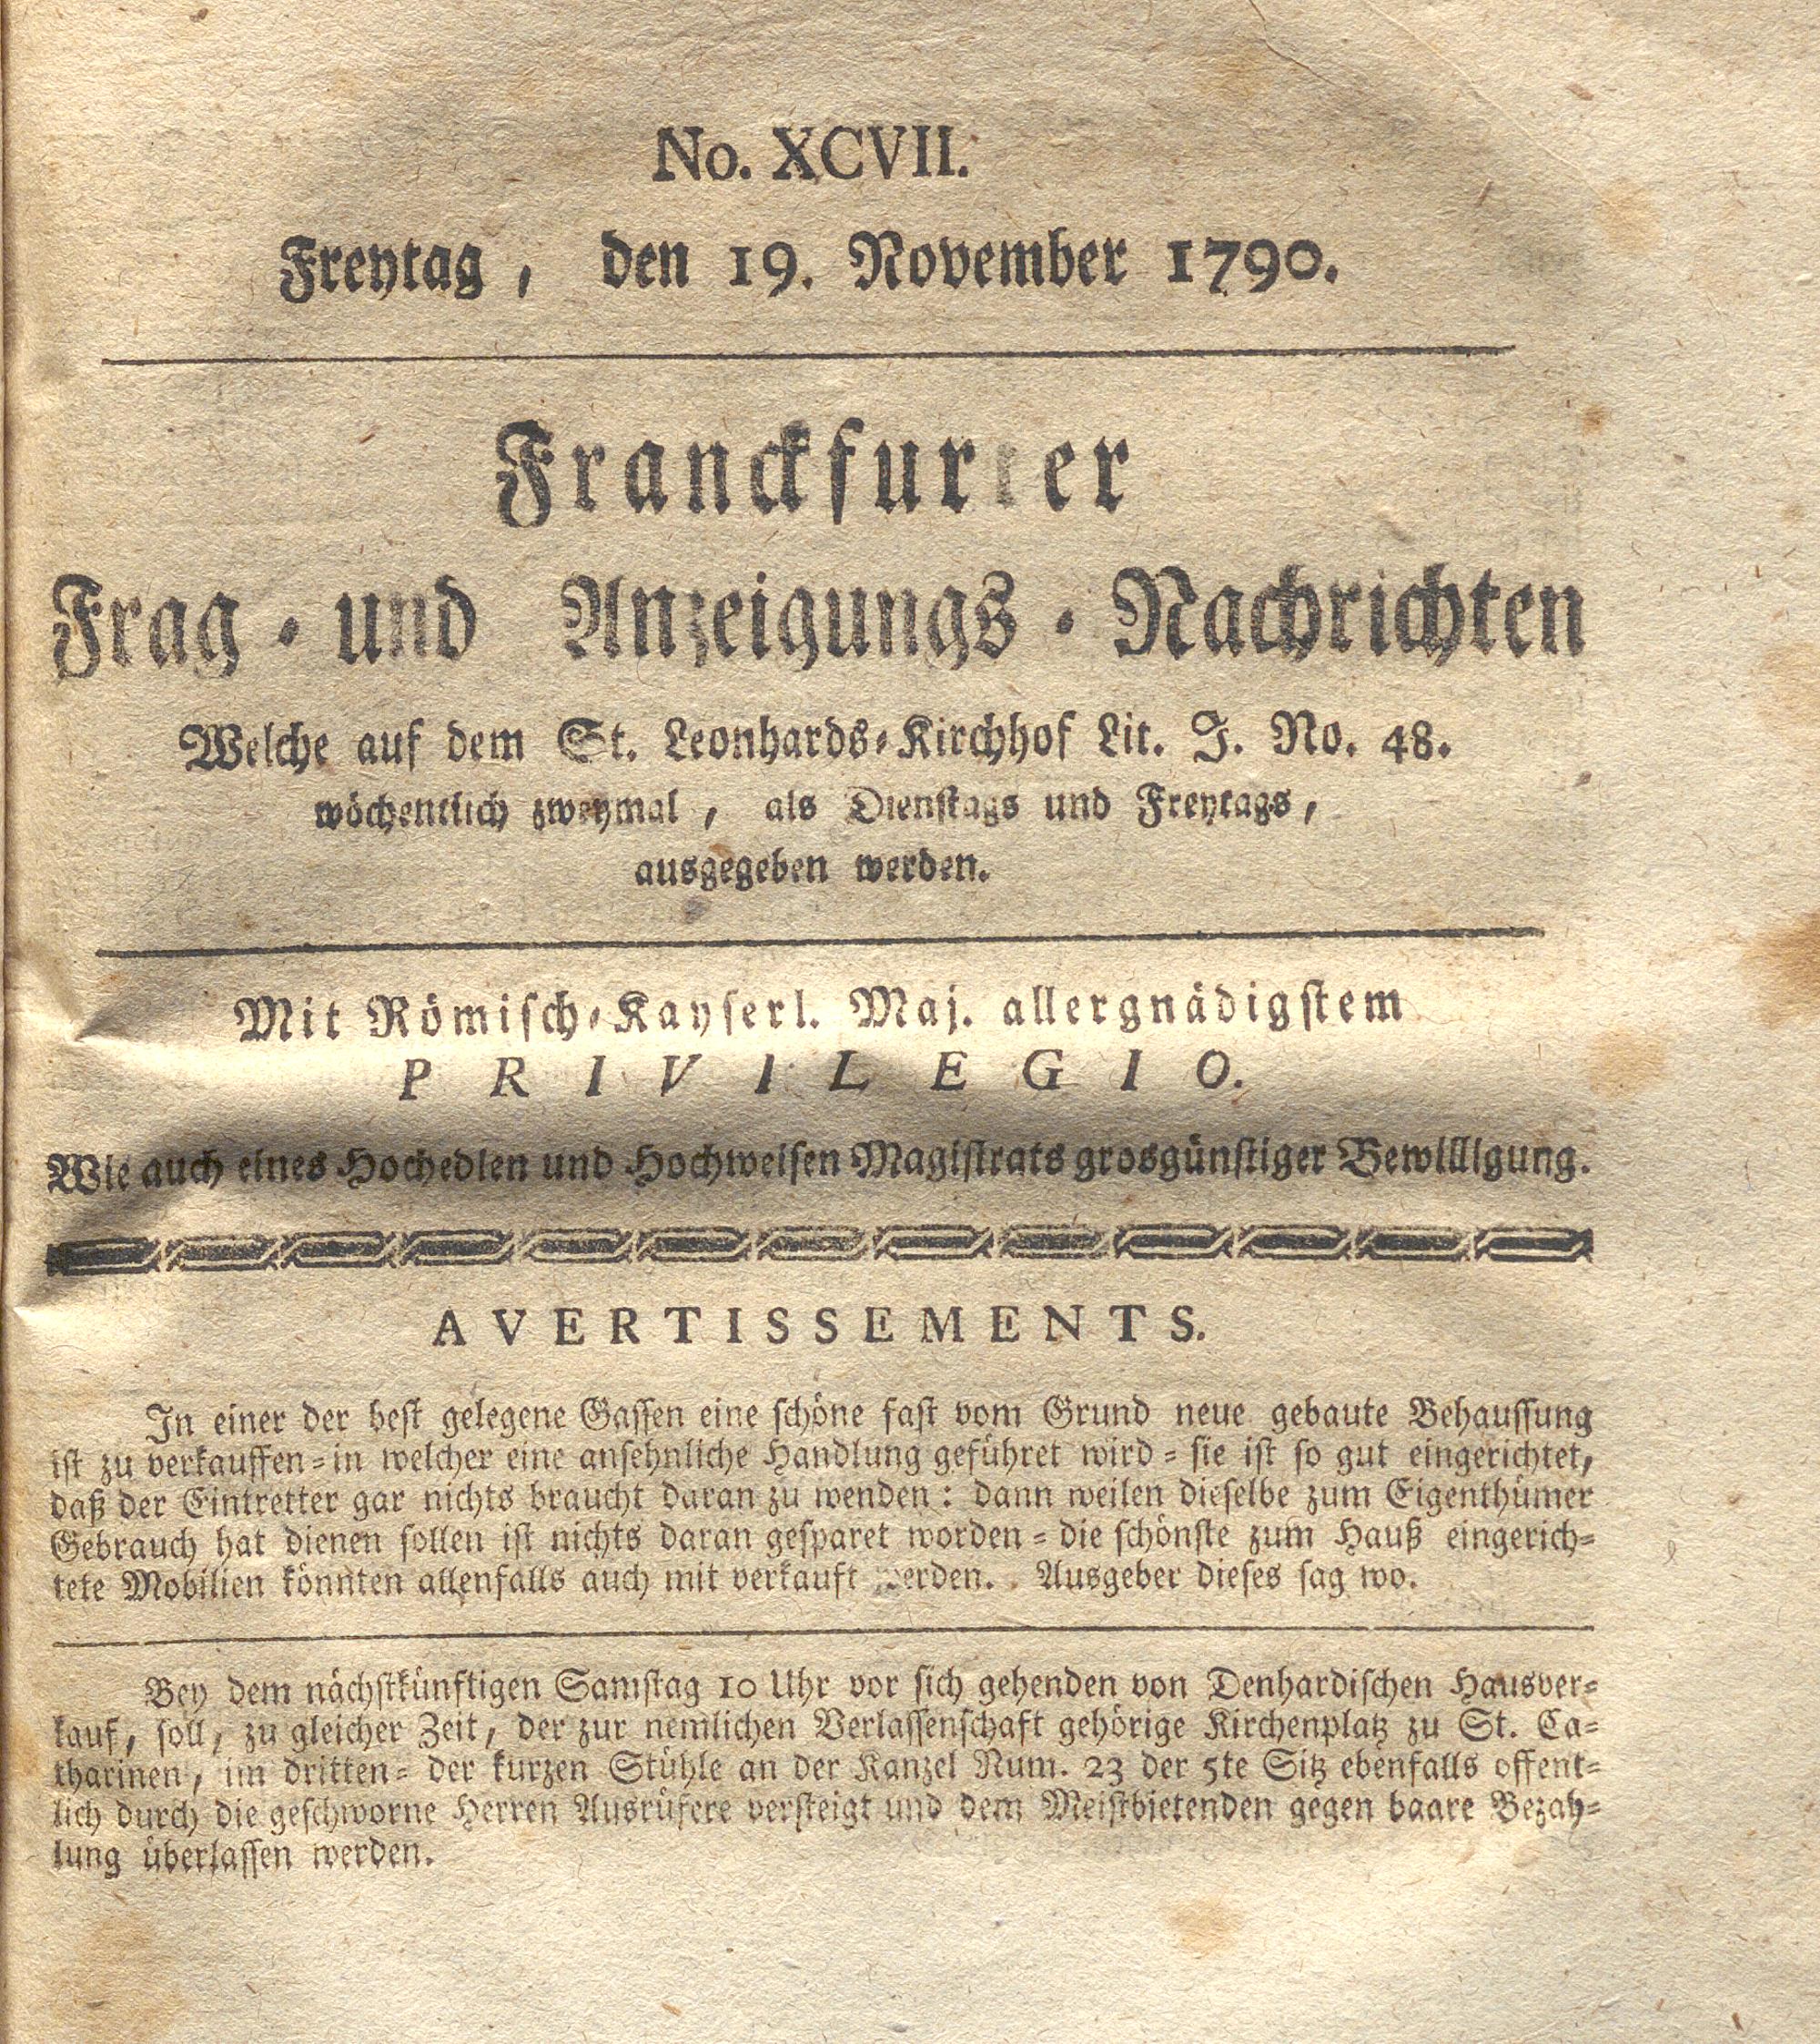 No. XCVII.
Freytag, den 19. November 1790.
Franckfurter
Frag- und Anzeigungs-Nachrichten
Welche auf dem St. Leonhards-Kirchhof Lit. J. No. 48.
wöchentlich zweymal, als Dienstags und Freytags,
ausgegeben werden.
Mit Römisch-Kayserl. Maj. allergnädigstem
PRIVILEGIO.
Wie auch eines Hochedlen und Hochweisen Magistrats grosgünstiger Bewilligung.
AVERTISSEMENTS.
In einer der best gelegene Gassen eine schöne fast vom Grund neue gebaute Behaussung
ist zu verkauffen-in welcher eine ansehnliche Handlung geführet wird-sie ist so gut eingerichtet,
daß der Eintretter gar nichts braucht daran zu wenden: dann weilen dieselbe zum Eigenthümer
Gebrauch hat dienen sollen ist nichts daran gesparet worden-die schönste zum Hauß eingerich-
tete Mobilien könnten allenfalls auch mit verkauft werden. Ausgeber dieses sag wo.
Bey dem nächstkünftigen Samstag 10 Uhr vor sich gehenden von Denhardischen Hausver-
kauf, soll, zu gleicher Zeit, der zur nemlichen Verlassenschaft gehörige Kirchenplatz zu St. Ca-
tharinen, im dritten-der kurzen Stühle an der Kanzel Num. 23 der 5te Sitz ebenfalls offent-
lich durch die geschworne Herren Ausrüfere versteigt und dem Meistbietenden gegen baare Bezah-
lung überlassen werden.